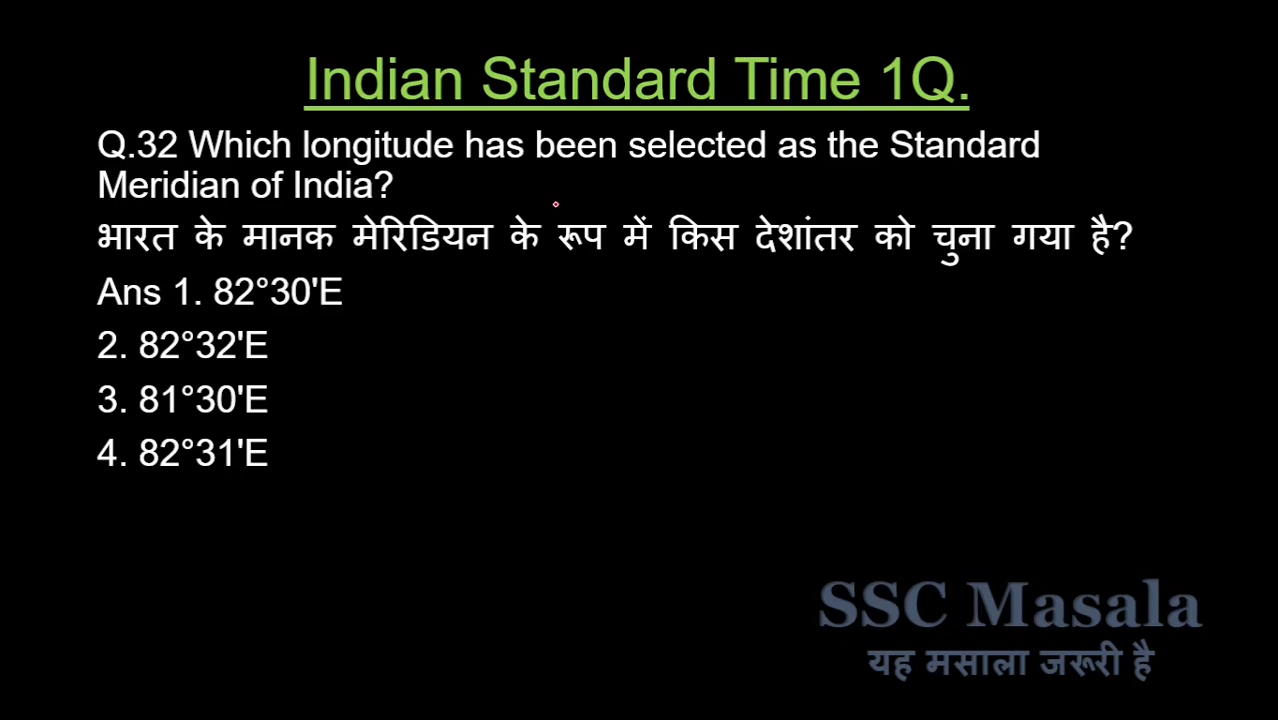 Indian Standard Time 1Q.
Q.32 Which longitude has been selected as the Standard
Meridian of India?
भारत के मानक मेरिडियन के रूप में किस देशांतर को चुना गया है?
Ans 1. 82°30'E
2. 82°32'E
3. 81°30'E
4. 82°31'E
SSC Masala
यह मसाला जरूरी है